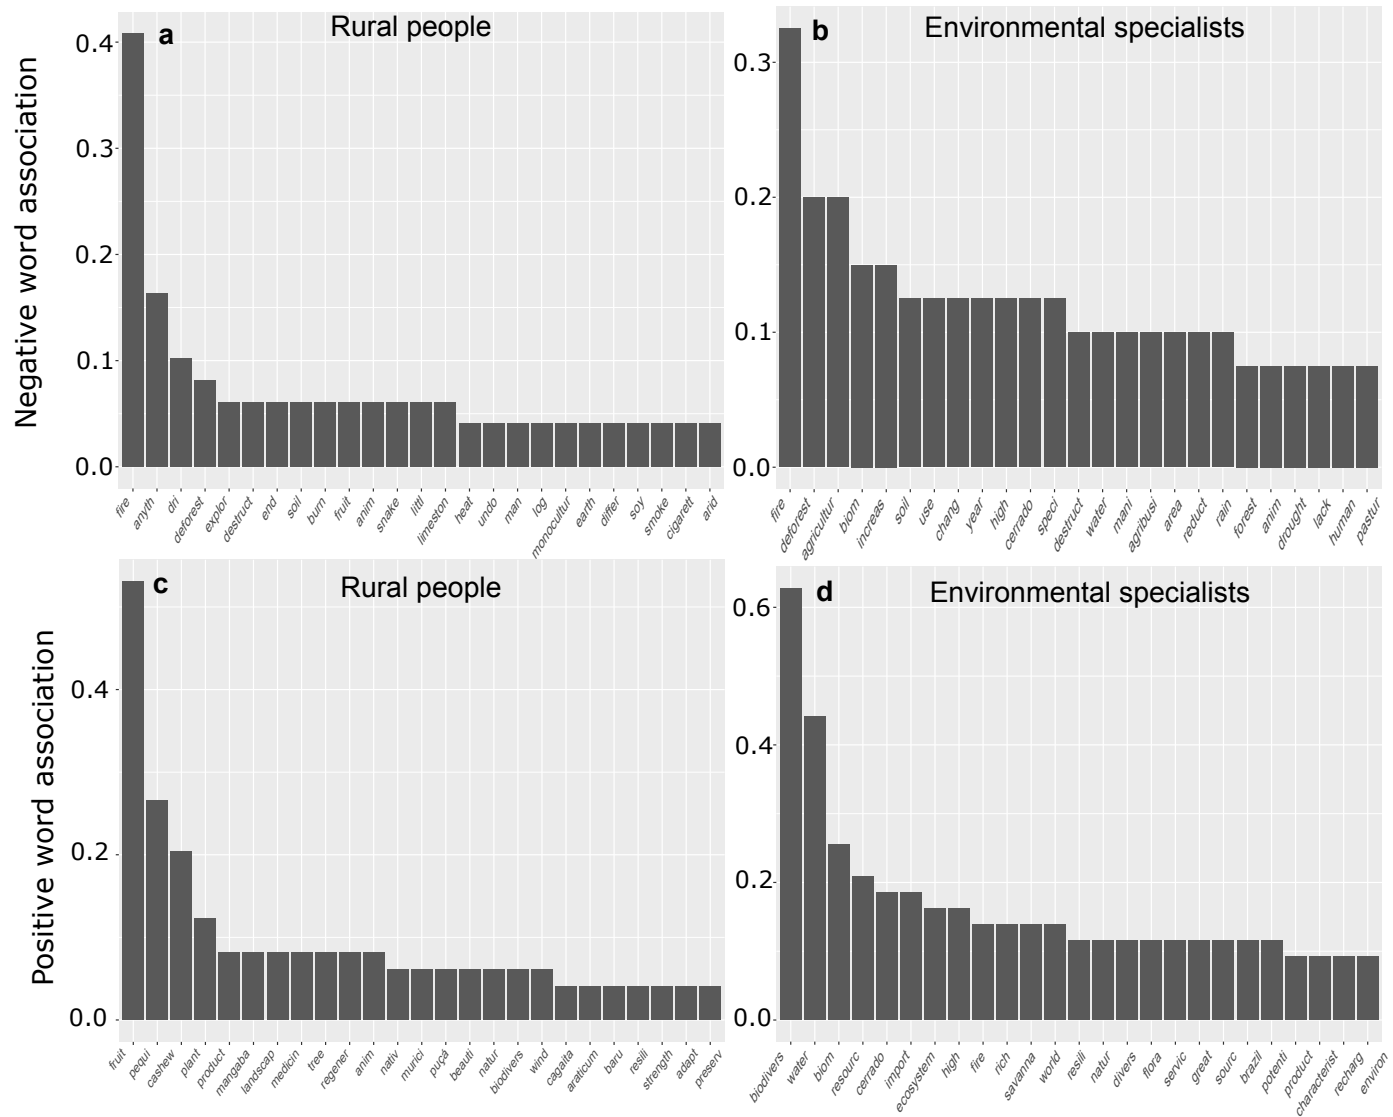 a
Rural people
Negative word association
0.4
0.3
0.2
0.1
0.0
fire anyth dri deforest explor destruct end soil burn fruit anim snake littl limeston heat undo man log monocultur earth differ soy smoke cigarett arid
b
Environmental specialists
0.3
0.2
0.1
0.0
fire deforest agricultur biom increas soil use chang year high cerrado speci destruct water mani agribusi area reduct rain forest anim drought lack human pastur
c
Rural people
Positive word association
0.4
0.2
0.0
fruit pequi cashew plant product mangaba landscap medicin tree regener anim nativ murici puçá beauti natur biodivers wind cagaita araticum baru resili strength adapt preserv
d
Environmental specialists
0.6
0.4
0.2
0.0
biodivers water biom resourc cerrado import ecosystem high fire rich savanna world resili natur divers flora servic great sourc brazil potenti product characterist recharg environ